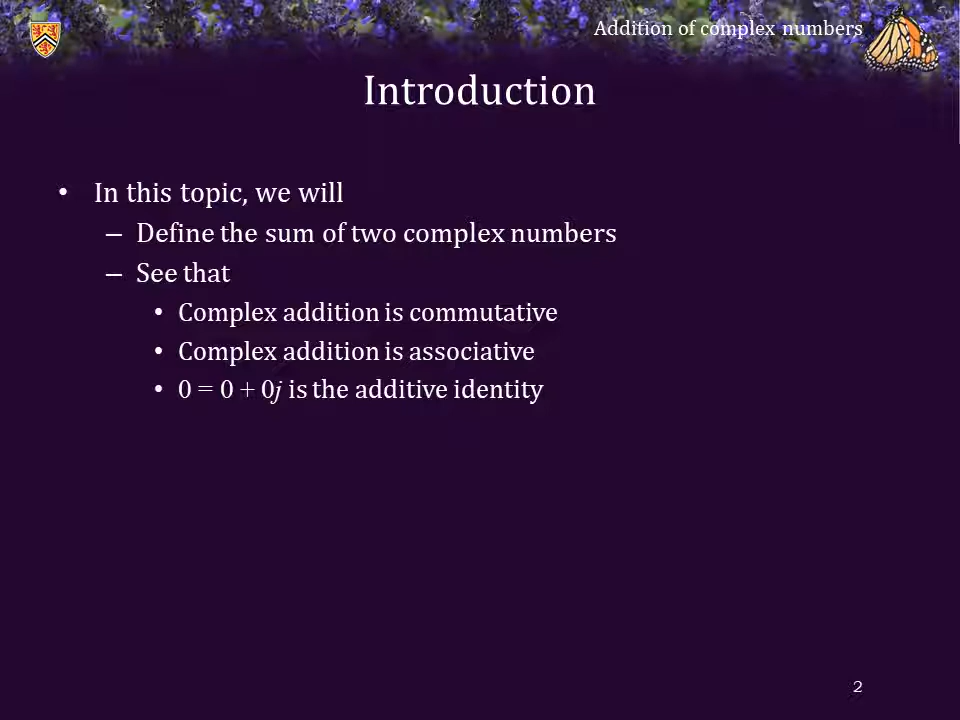 Addition of complex numbers
Introduction
• In this topic, we will
– Define the sum of two complex numbers
– See that
• Complex addition is commutative
• Complex addition is associative
• 0 = 0 + 0j is the additive identity
2